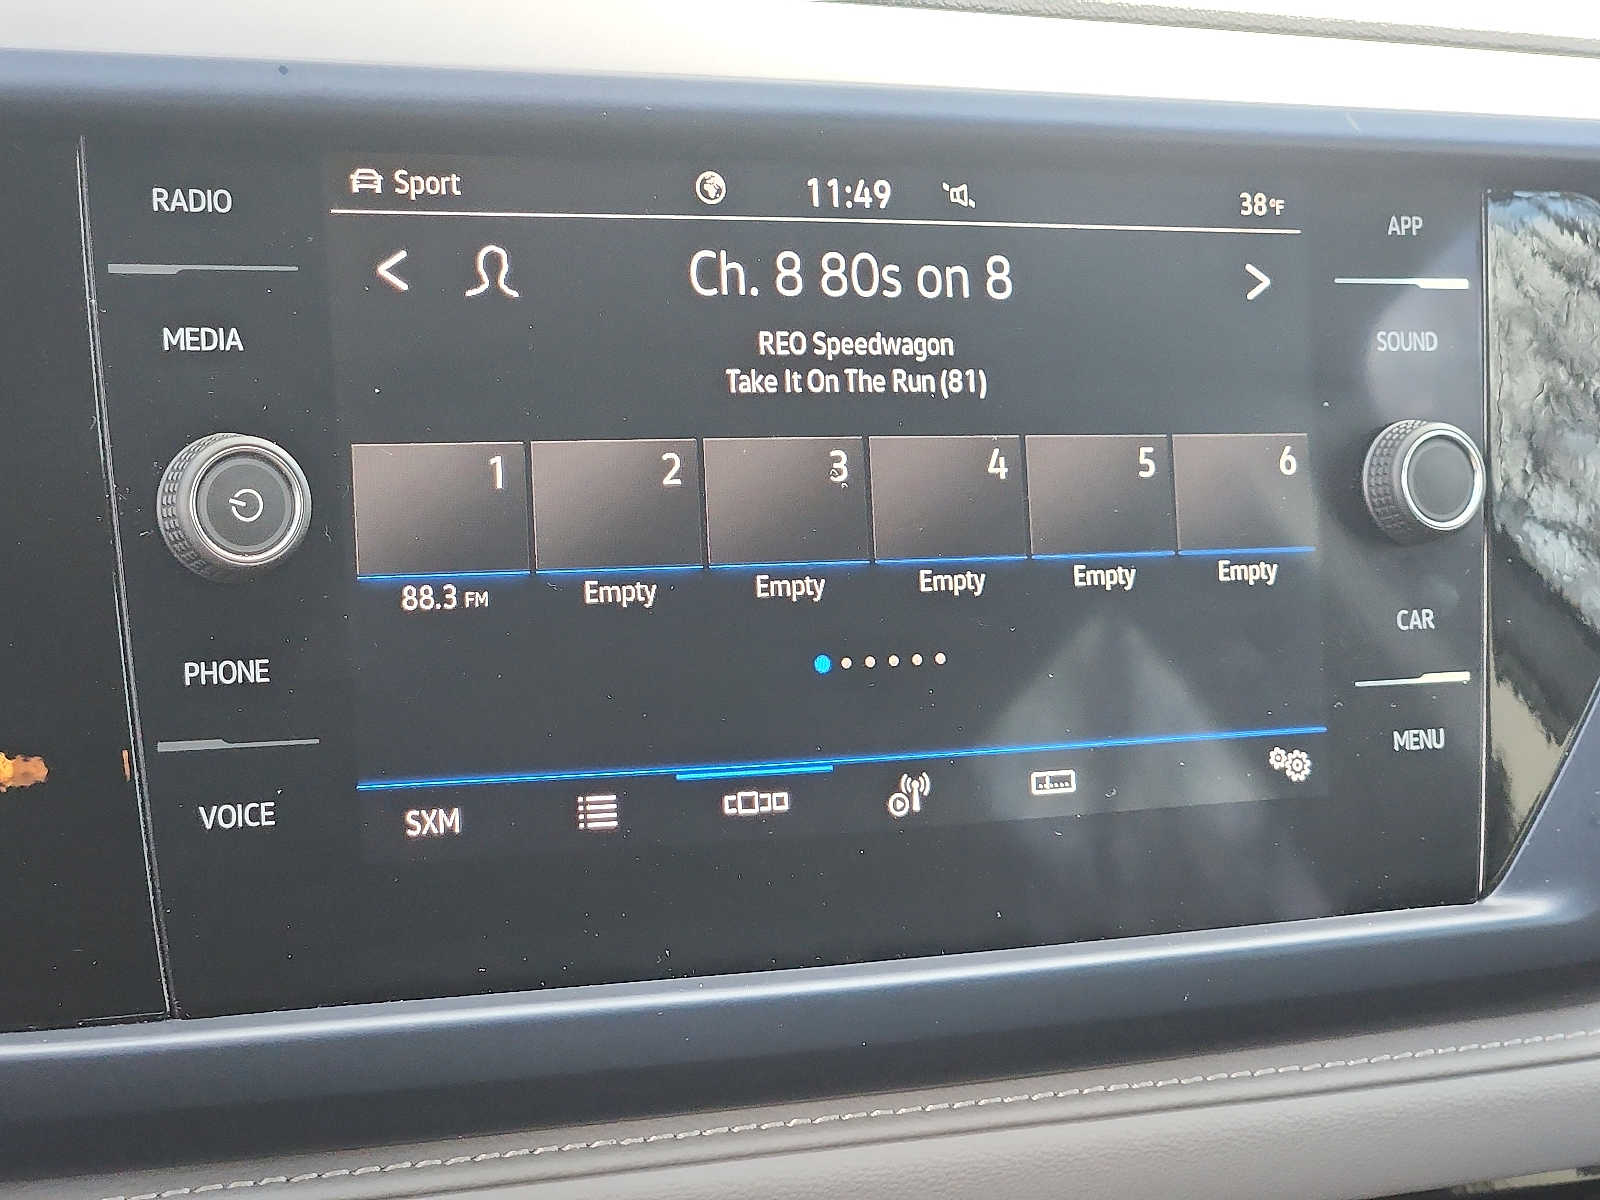 RADIO
MEDIA
PHONE
VOICE
Sport
11:49
38°F
Ch. 8 80s on 8
REO Speedwagon
Take It On The Run (81)
1
2
3
4
5
6
88.3 FM
Empty
Empty
Empty
Empty
Empty
SXM
APP
SOUND
CAR
MENU